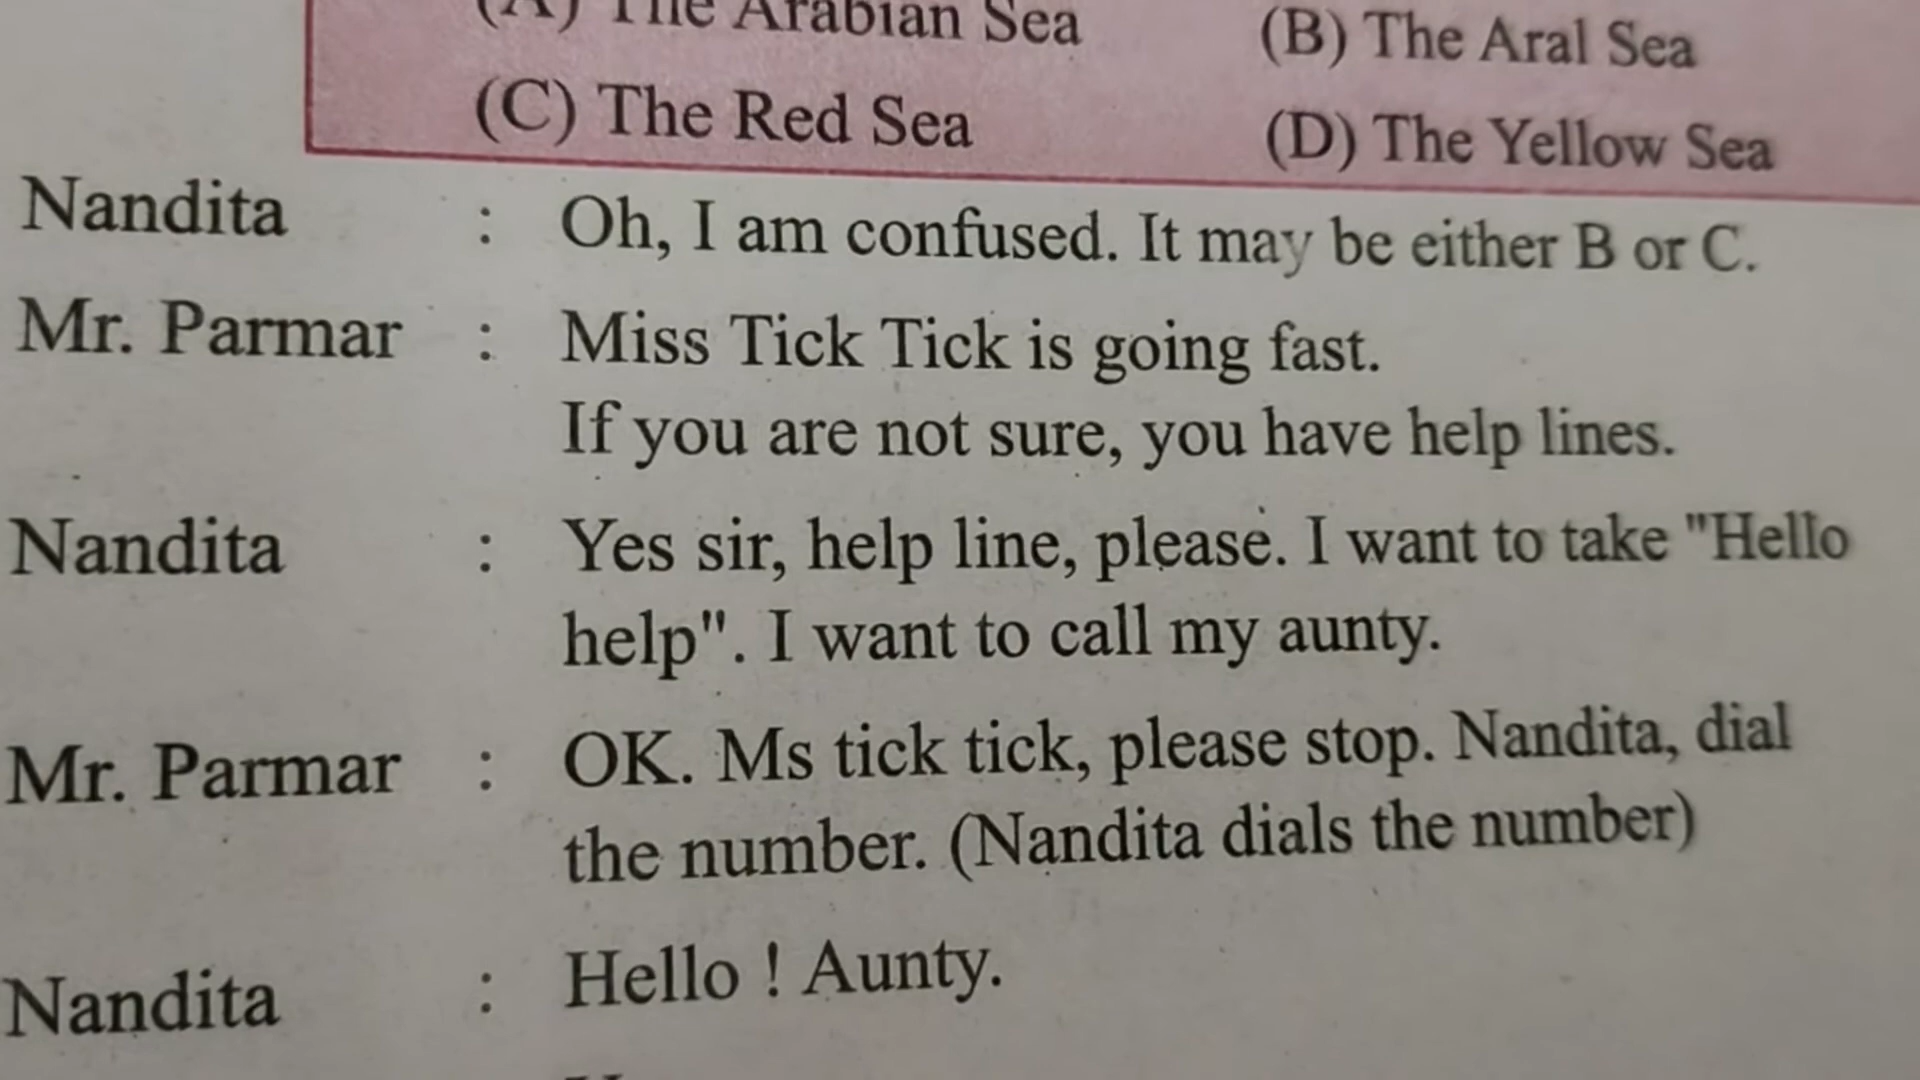 (A) The Arabian Sea (B) The Aral Sea
(C) The Red Sea (D) The Yellow Sea
Nandita : Oh, I am confused. It may be either B or C.
Mr. Parmar : Miss Tick Tick is going fast.
If you are not sure, you have help lines.
Nandita : Yes sir, help line, please. I want to take "Hello
help". I want to call my aunty.
Mr. Parmar : OK. Ms tick tick, please stop. Nandita, dial
the number. (Nandita dials the number)
Nandita : Hello ! Aunty.